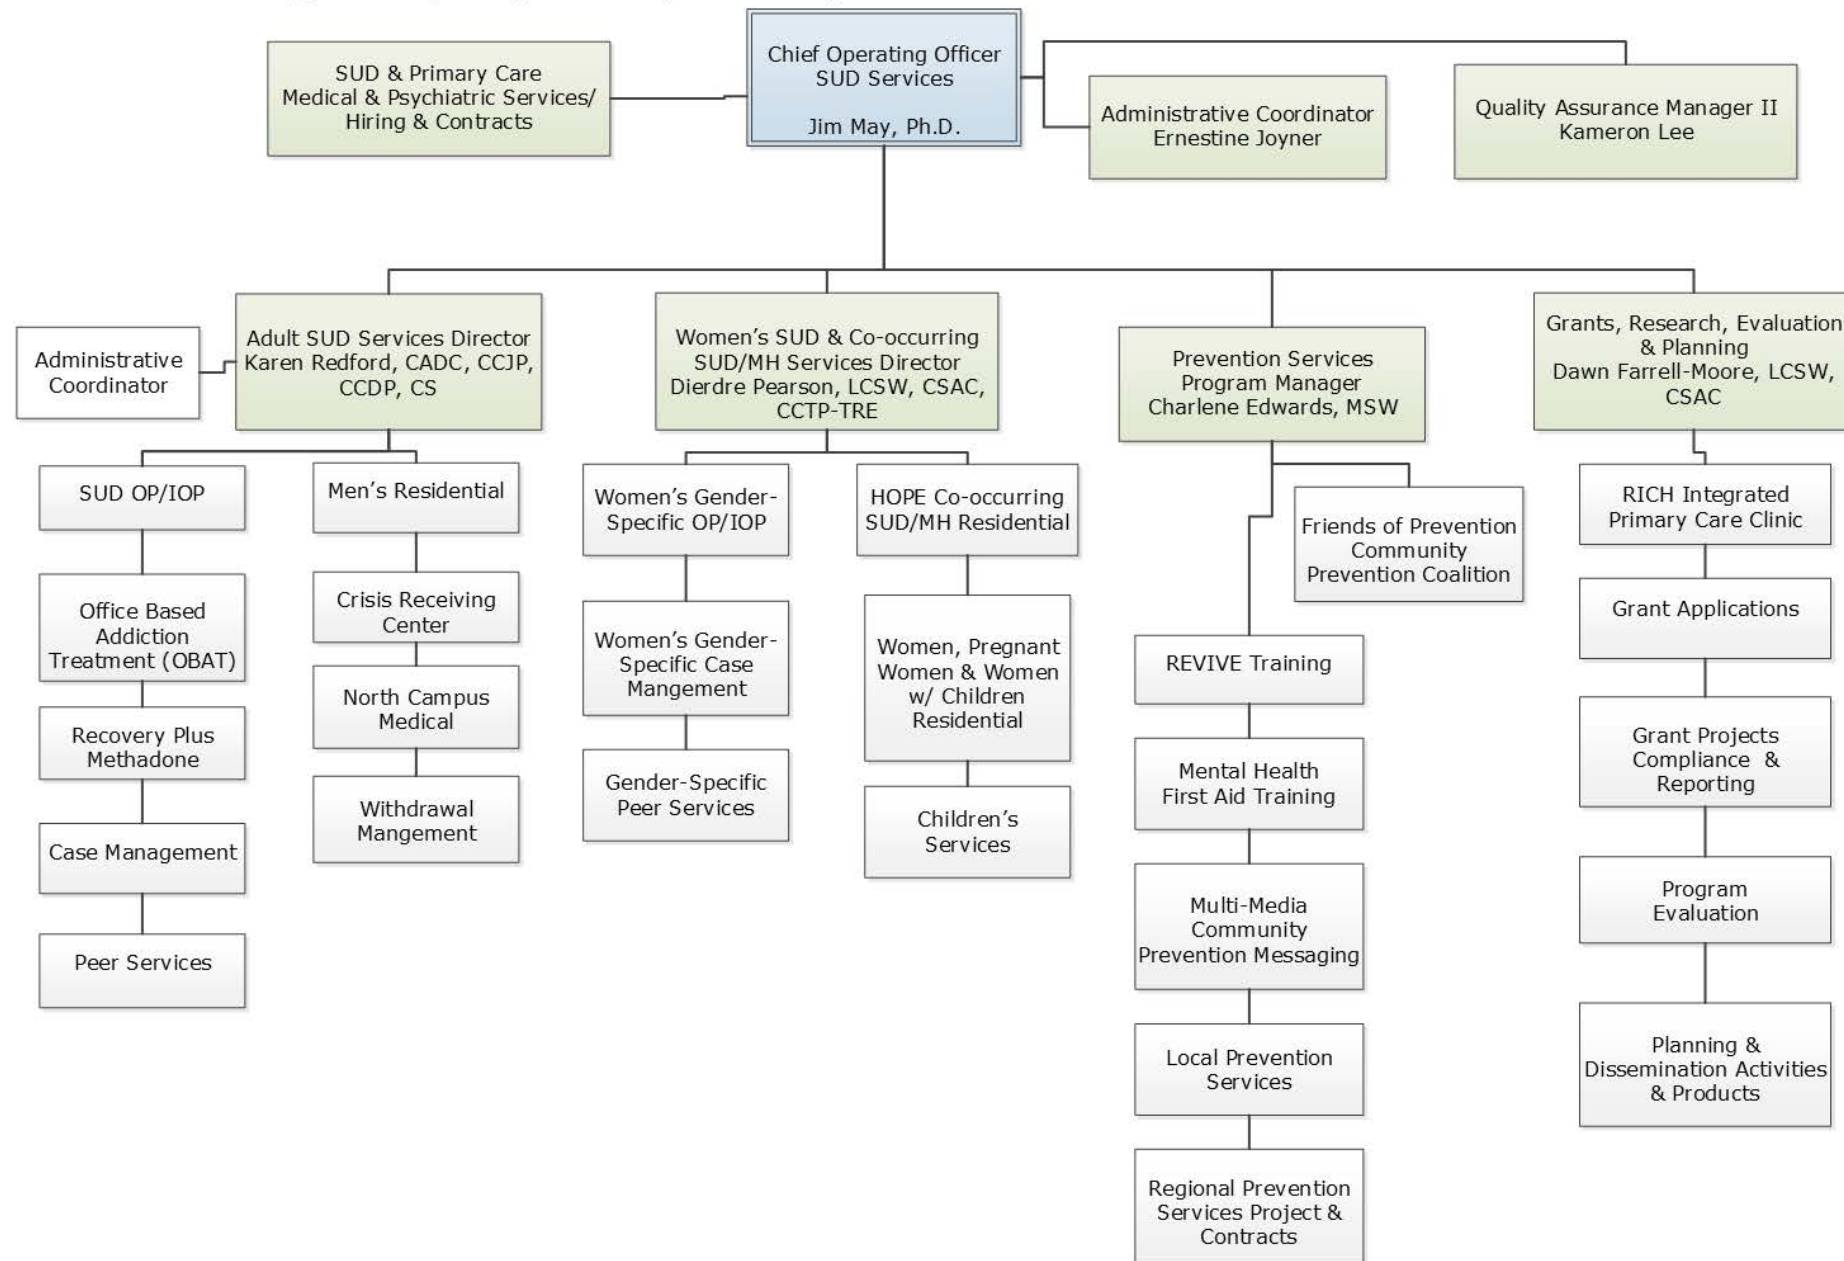 SUD & Primary Care
Medical & Psychiatric Services/
Hiring & Contracts
Chief Operating Officer
SUD Services
Jim May, Ph.D.
Administrative Coordinator
Ernestine Joyner
Quality Assurance Manager II
Kameron Lee
Administrative
Coordinator
Adult SUD Services Director
Karen Redford, CADC, CCJP,
CCDP, CS
Women's SUD & Co-occurring
SUD/MH Services Director
Dierdre Pearson, LCSW, CSAC,
CCTP-TRE
Prevention Services
Program Manager
Charlene Edwards, MSW
Grants, Research, Evaluation
& Planning
Dawn Farrell-Moore, LCSW,
CSAC
SUD OP/IOP
Office Based
Addiction
Treatment (OBAT)
Recovery Plus
Methadone
Case Management
Peer Services
Men's Residential
Crisis Receiving
Center
North Campus
Medical
Withdrawal
Mangement
Women's Gender-
Specific OP/IOP
Women's Gender-
Specific Case
Mangement
Gender-Specific
Peer Services
HOPE Co-occurring
SUD/MH Residential
Women, Pregnant
Women & Women
w/ Children
Residential
Children's
Services
Friends of Prevention
Community
Prevention Coalition
REVIVE Training
Mental Health
First Aid Training
Multi-Media
Community
Prevention Messaging
Local Prevention
Services
Regional Prevention
Services Project &
Contracts
RICH Integrated
Primary Care Clinic
Grant Applications
Grant Projects
Compliance & 
Reporting
Program
Evaluation
Planning &
Dissemination Activities
& Products